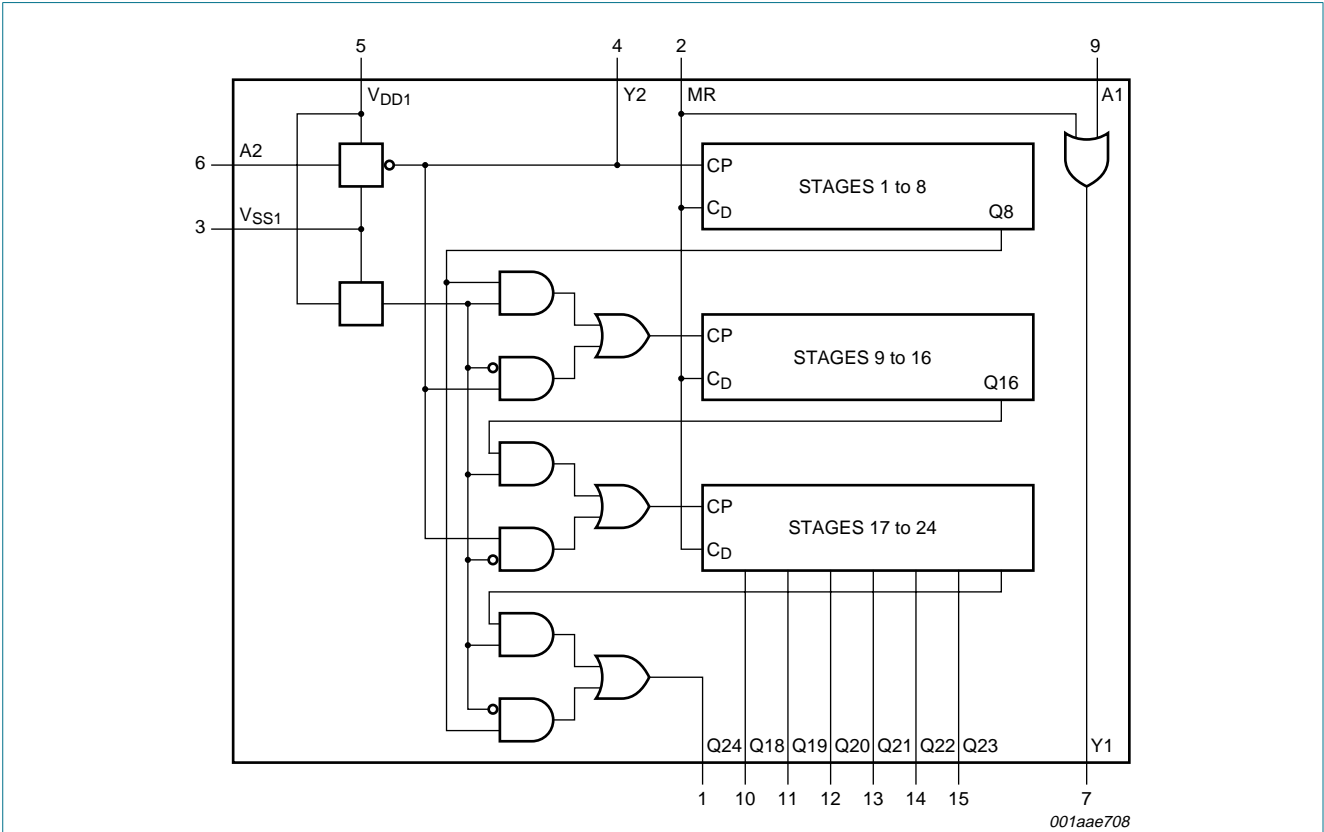 5 4 2 9
VDD1 Y2 MR A1
6 A2
CP
STAGES 1 to 8
CD
Q8
3 VSS1
CP
STAGES 9 to 16
CD
Q16
CP
STAGES 17 to 24
CD
Q24 Q18 Q19 Q20 Q21 Q22 Q23 Y1
1 10 11 12 13 14 15 7
001aae708